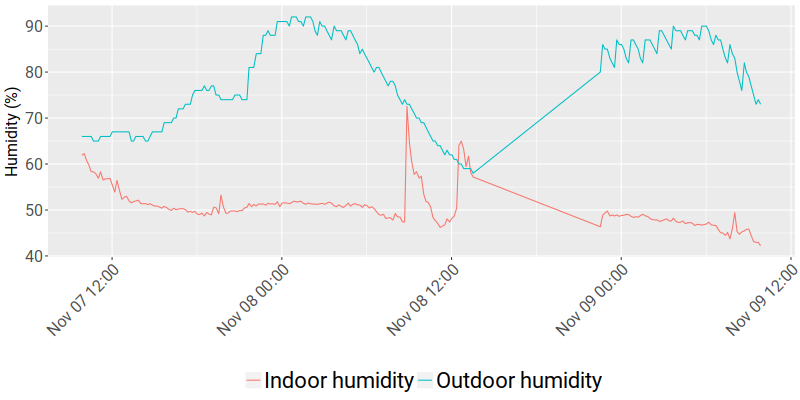 Humidity (%)
90
80
70
60
50
40
Nov 07 12:00
Nov 08 00:00
Nov 08 12:00
Nov 09 00:00
Nov 09 12:00
Indoor humidity Outdoor humidity